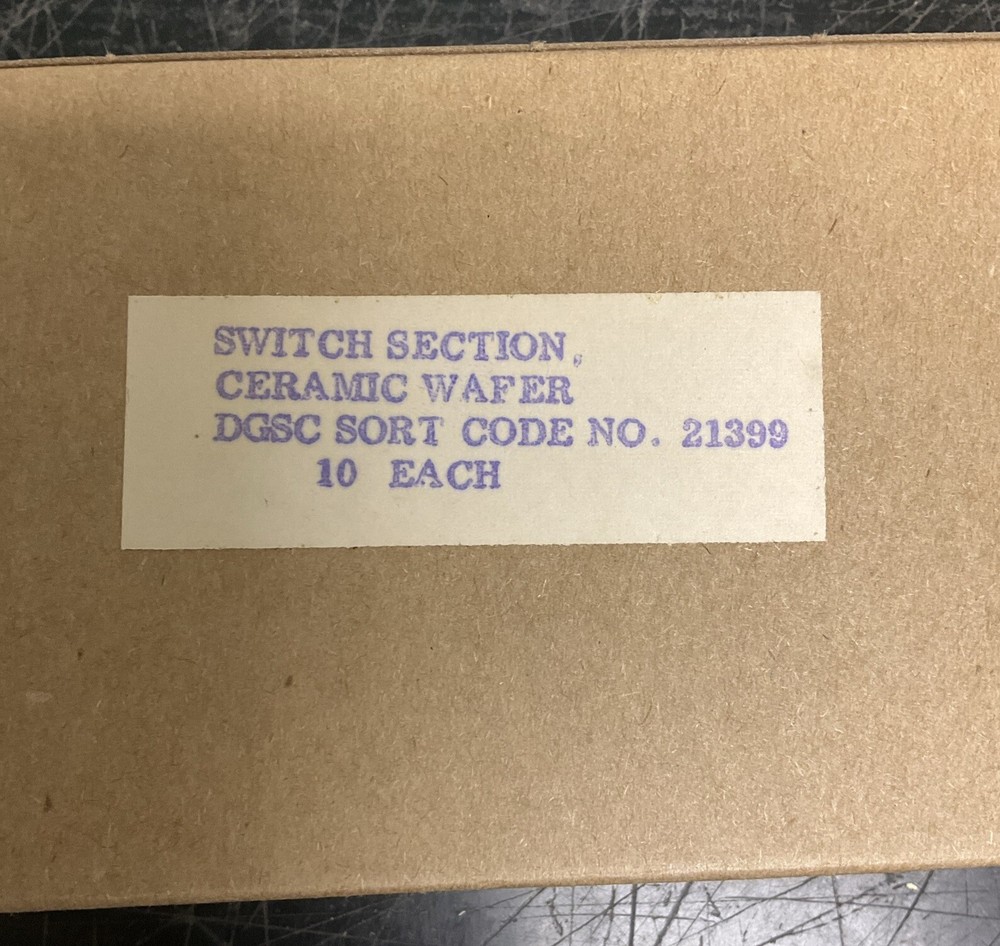 SWITCH SECTION,
CERAMIC WAFER
DGSC SORT CODE NO. 21399
10 EACH